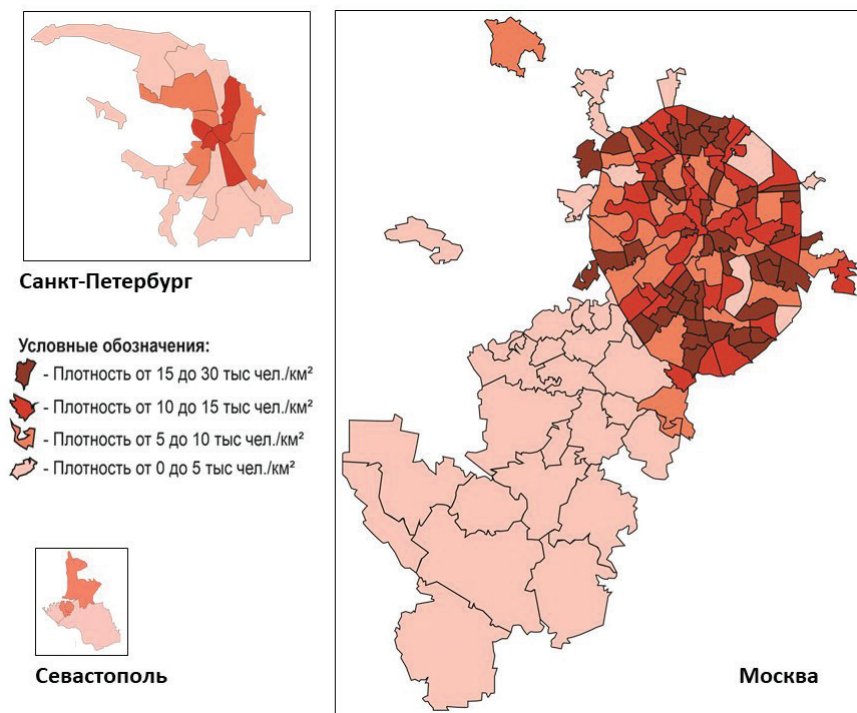 Санкт-Петербург
Условные обозначения:
- Плотность от 15 до 30 тыс чел./км²
- Плотность от 10 до 15 тыс чел./км²
- Плотность от 5 до 10 тыс чел./км²
- Плотность от 0 до 5 тыс чел./км²
Севастополь
Москва